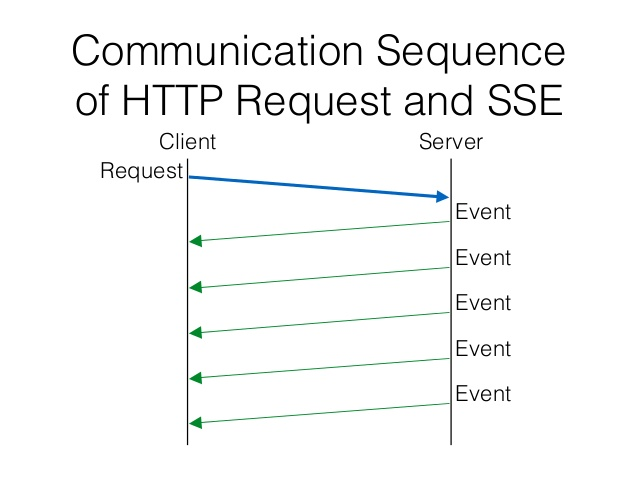 Communication Sequence
of HTTP Request and SSE
Client
Server
Request
Event
Event
Event
Event
Event